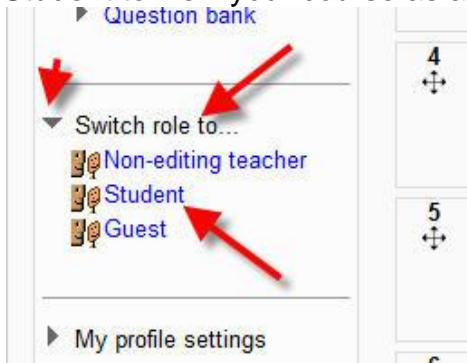 Question bank
4
Switch role to...
Non-editing teacher
Student
5
Guest
My profile settings